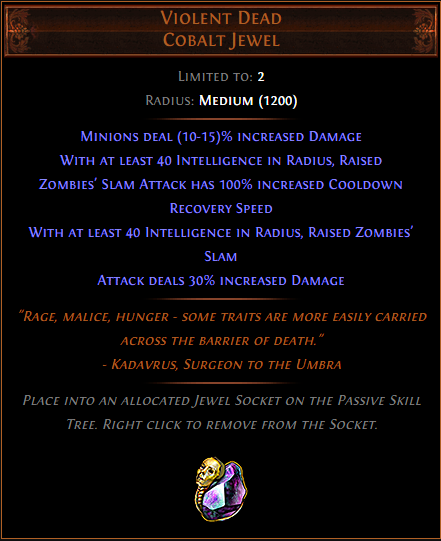 Violent Dead
Cobalt Jewel
Limited to: 2
Radius: Medium (1200)
Minions deal (10-15)% increased Damage
With at least 40 Intelligence in Radius, Raised
Zombies' Slam Attack has 100% increased Cooldown
Recovery Speed
With at least 40 Intelligence in Radius, Raised Zombies'
Slam
Attack deals 30% increased Damage
"Rage, malice, hunger - some traits are more easily carried
across the barrier of death."
- Kadavrus, Surgeon to the Umbra
Place into an allocated Jewel Socket on the Passive Skill
Tree. Right click to remove from the Socket.